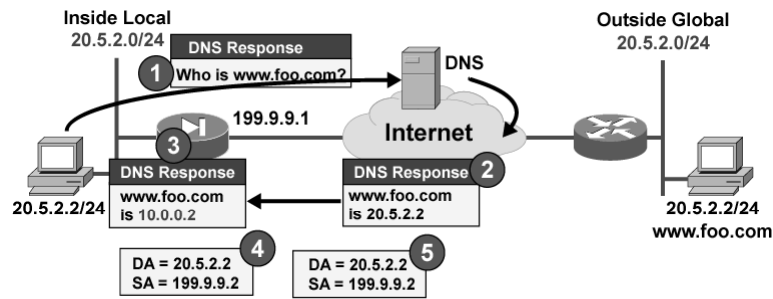 Inside Local
20.5.2.0/24
Outside Global
20.5.2.0/24
DNS Response
Who is www.foo.com?
1
DNS
199.9.9.1
Internet
3
DNS Response
www.foo.com
is 10.0.0.2
2
DNS Response
www.foo.com
is 20.5.2.2
20.5.2.2/24
20.5.2.2/24
www.foo.com
4
DA = 20.5.2.2
SA = 199.9.9.2
5
DA = 20.5.2.2
SA = 199.9.9.2